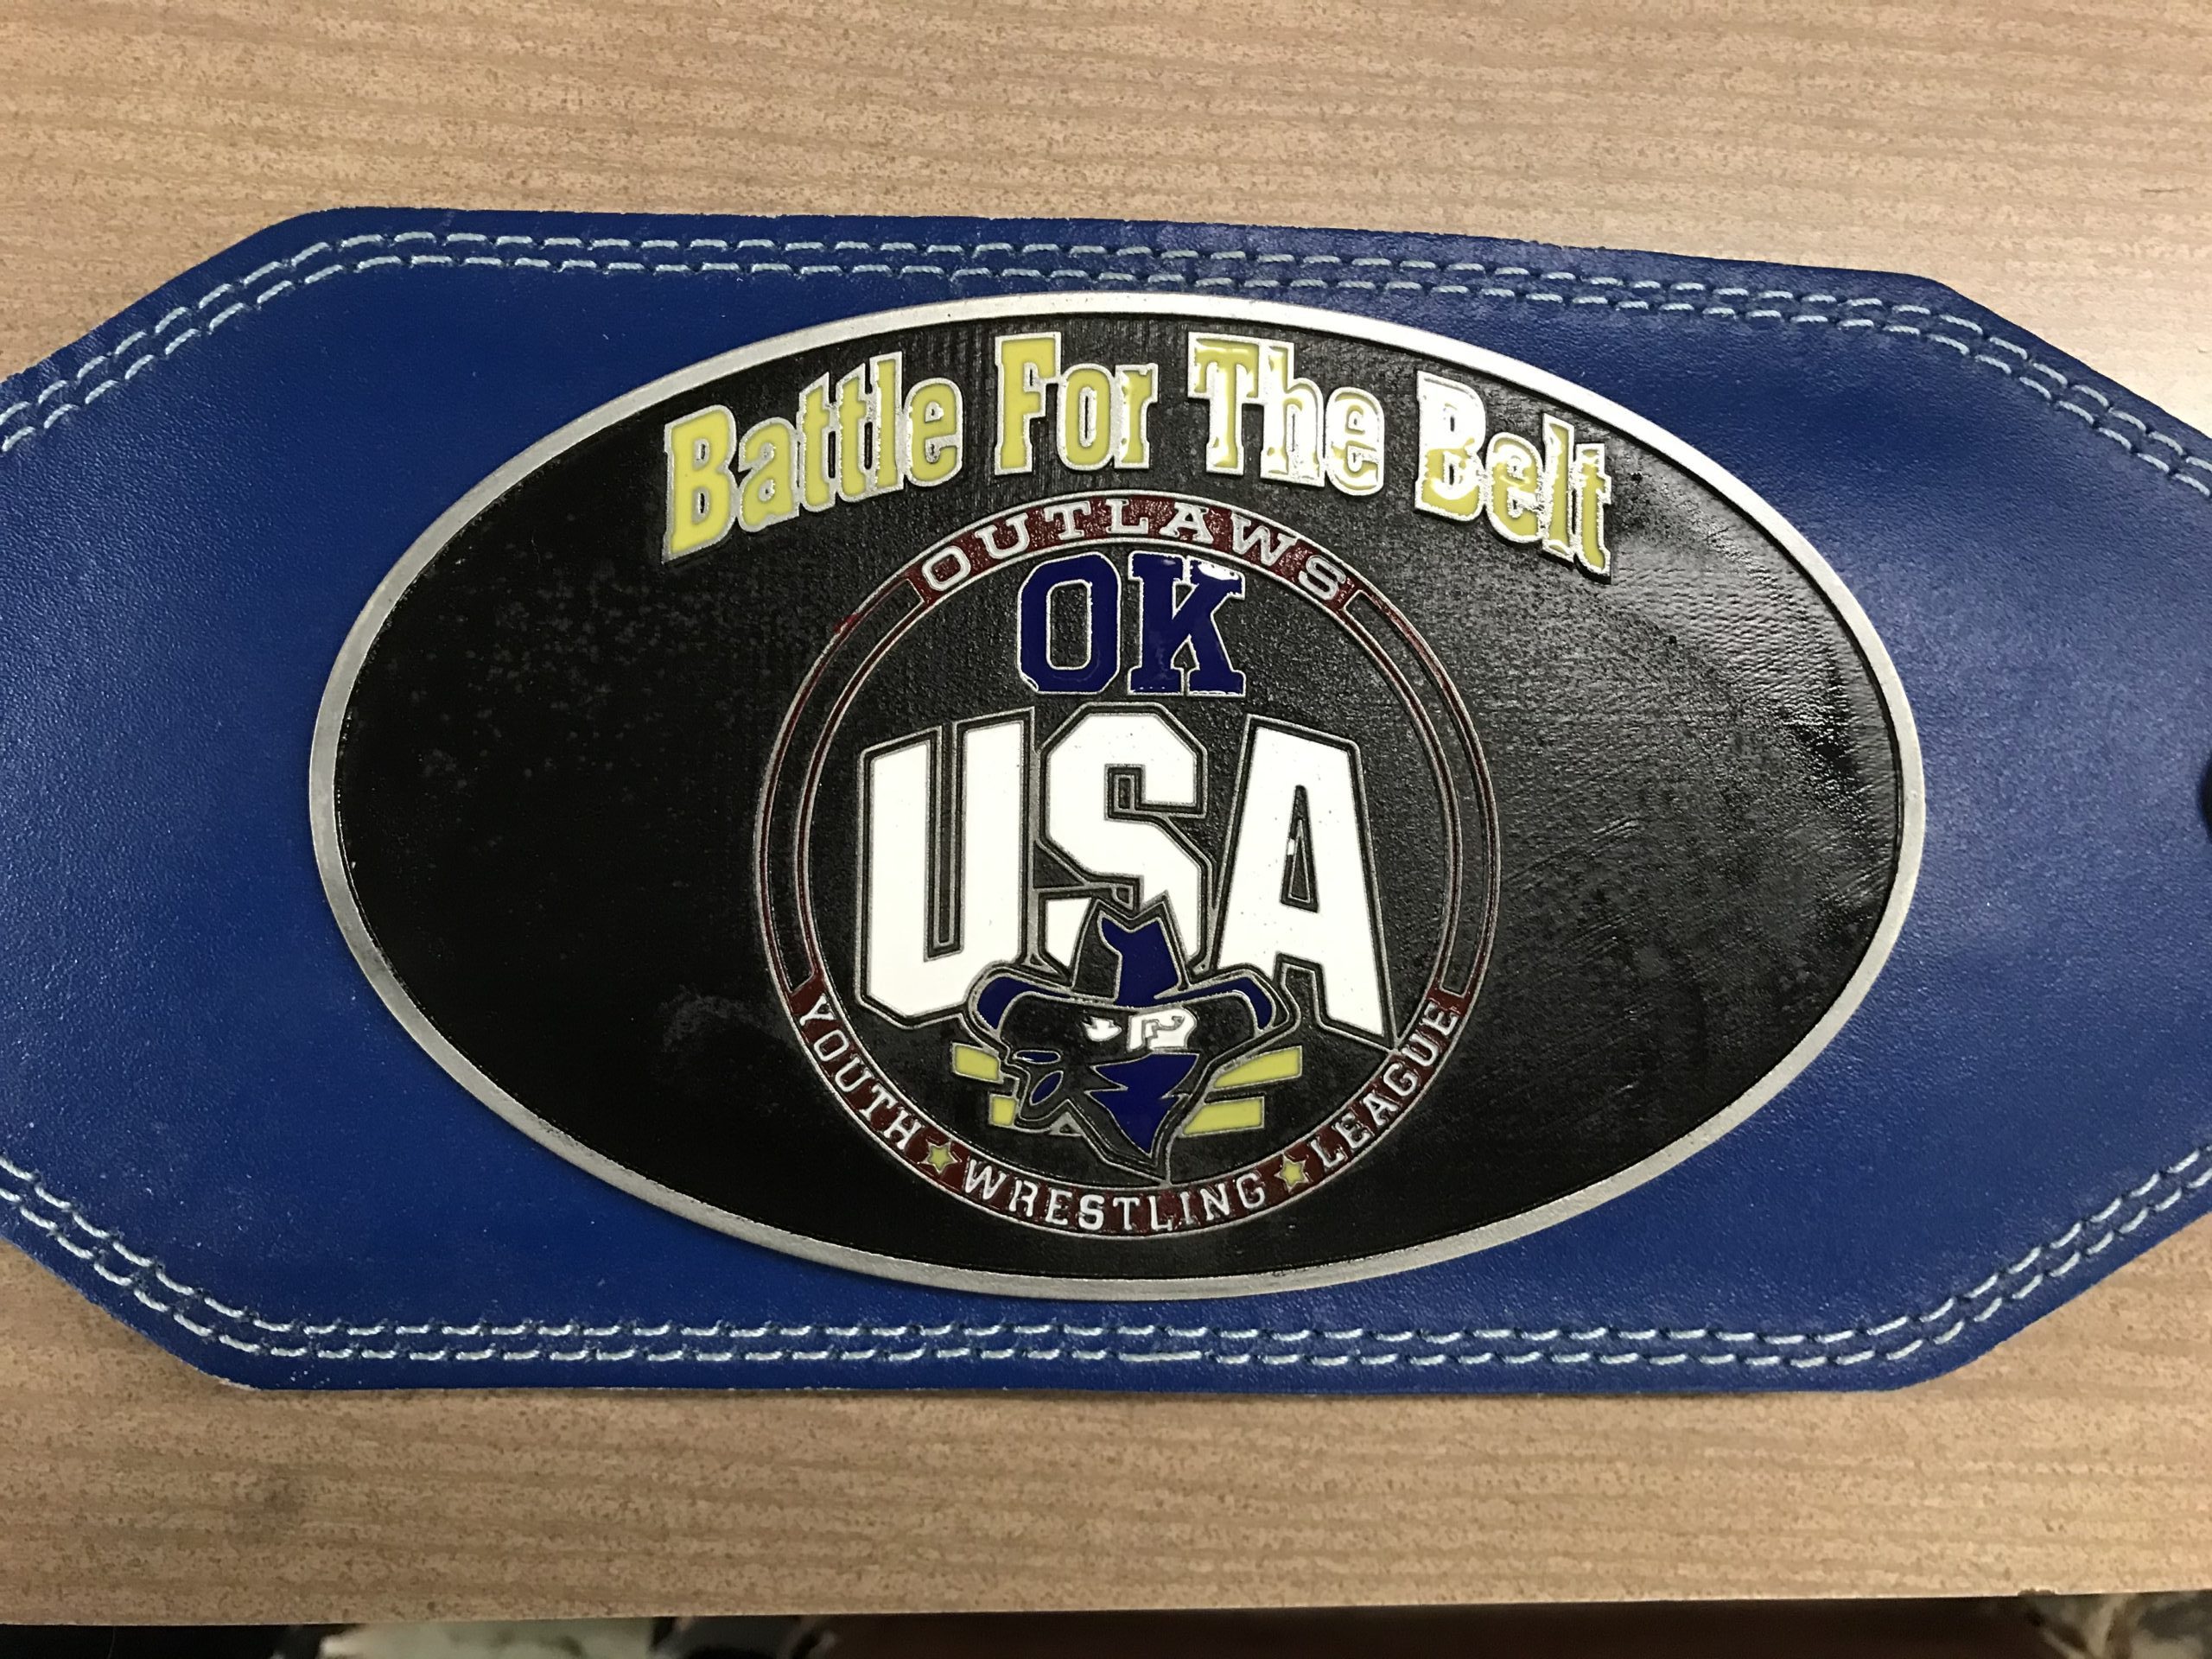 Battle For The Belt
OUTLAWS
OK
USA
YOUTH ★ WRESTLING ★ LEAGUE